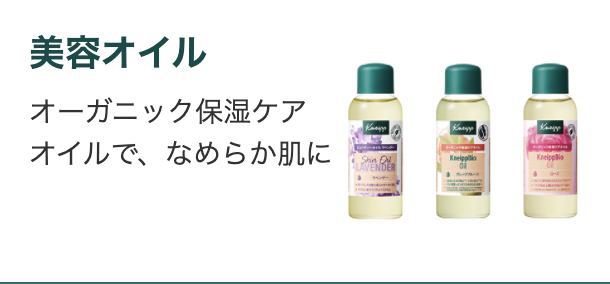 美容オイル
オーガニック保湿ケア
オイルで、なめらか肌に
Kneipp
Skin Oil
LAVENDER
ラベンダー
Kneipp
KneippBio
Oil
グレープフルーツ
Kneipp
KneippBio
Oil
ローズ